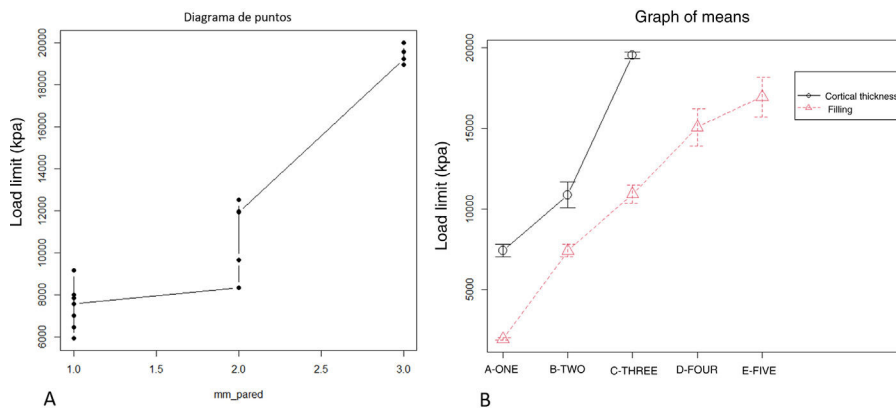 Diagrama de puntos
Load limit (kpa)
20000
18000
16000
14000
12000
10000
8000
6000
1.0 1.5 2.0 2.5 3.0
mm_pared
A
Graph of means
Load limit (kpa)
20000
15000
10000
5000
Cortical thickness
Filling
A-ONE B-TWO C-THREE D-FOUR E-FIVE
B